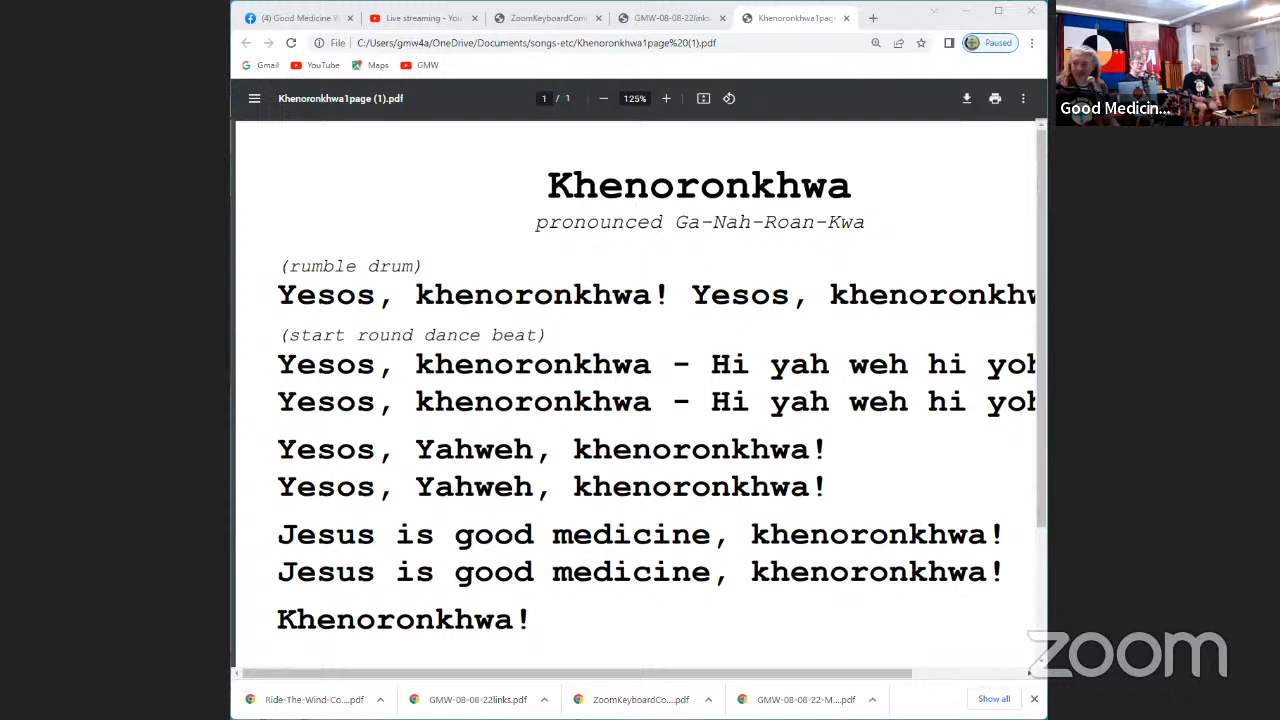 (4) Good Medicine W
Live streaming - You
ZoomKeyboardCom
GMW-08-08-22links
Khenoronkhwa1page
File C:/Users/gmw4a/OneDrive/Documents/songs-etc/Khenoronkhwa1page%20(1).pdf
Paused
Gmail YouTube Maps GMW
Good Medicin...
Khenoronkhwa1page (1).pdf 1 / 1 125%
Khenoronkhwa
pronounced Ga-Nah-Roan-Kwa
(rumble drum)
Yesos, khenoronkhwa! Yesos, khenoronkhw
(start round dance beat)
Yesos, khenoronkhwa - Hi yah weh hi yoh
Yesos, khenoronkhwa - Hi yah weh hi yoh
Yesos, Yahweh, khenoronkhwa!
Yesos, Yahweh, khenoronkhwa!
Jesus is good medicine, khenoronkhwa!
Jesus is good medicine, khenoronkhwa!
Khenoronkhwa!
zoom
Ride-The-Wind-Co....pdf
GMW-08-08-22links.pdf
ZoomKeyboardCo....pdf
GMW-08-08-22-M....pdf
Show all